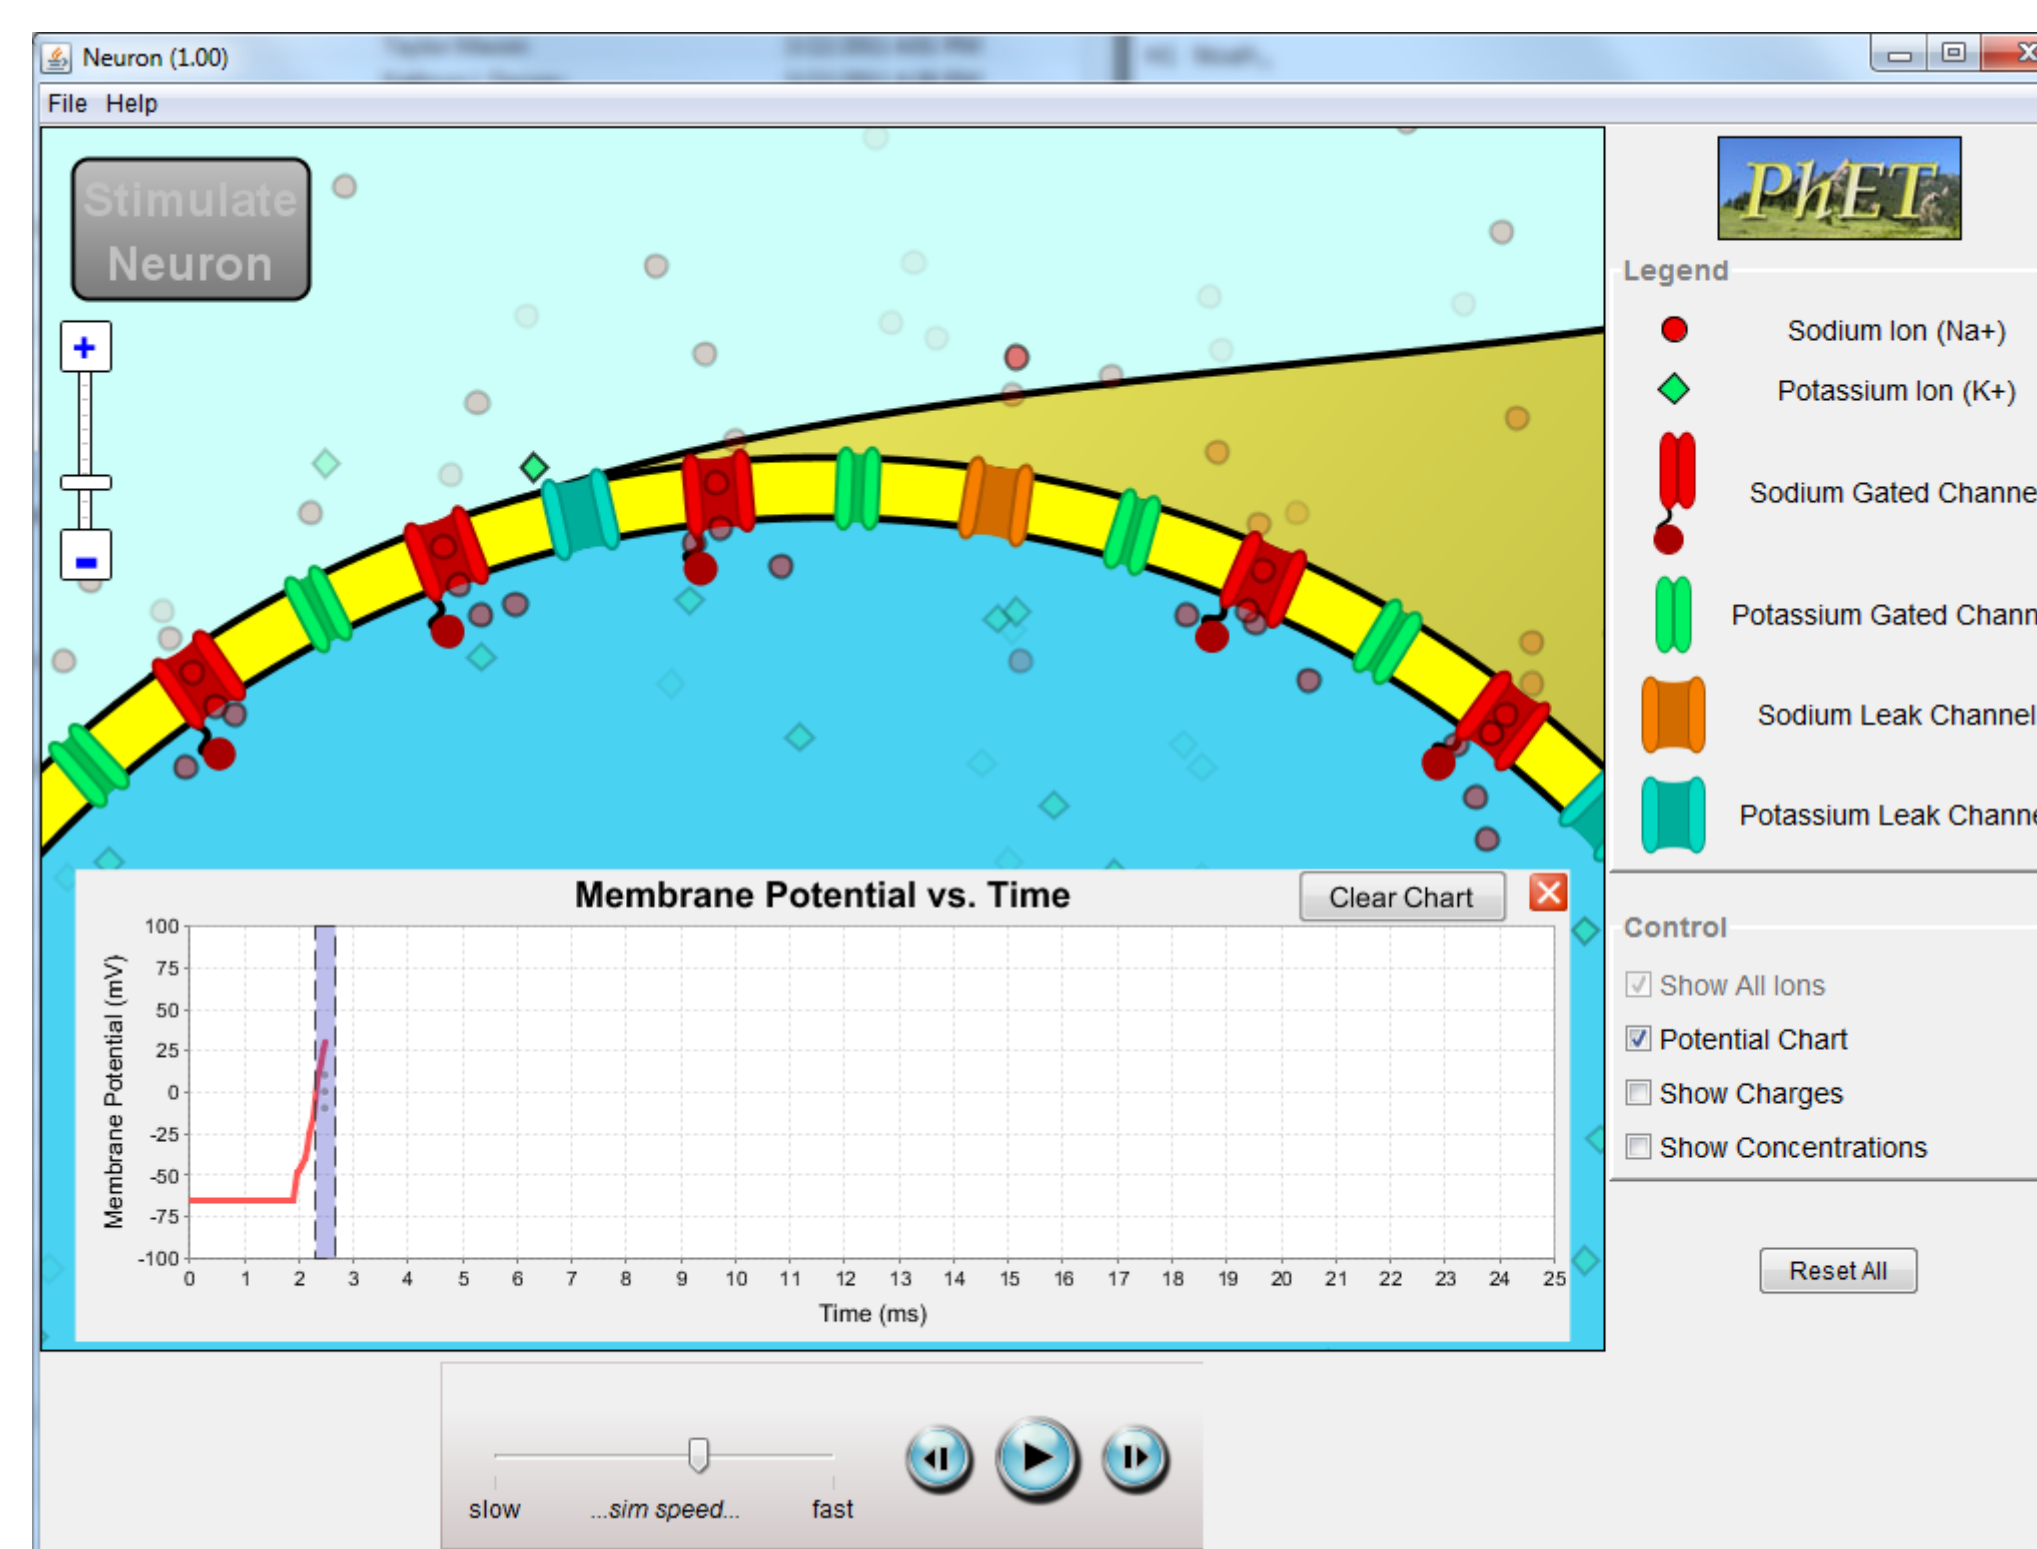 Neuron (1.00)
File Help
Stimulate
Neuron
+
-
PhET
Legend
Sodium Ion (Na+)
Potassium Ion (K+)
Sodium Gated Channe
Potassium Gated Chann
Sodium Leak Channel
Potassium Leak Channe
Membrane Potential vs. Time
Clear Chart
Membrane Potential (mV)
100
75
50
25
0
-25
-50
-75
-100
0 1 2 3 4 5 6 7 8 9 10 11 12 13 14 15 16 17 18 19 20 21 22 23 24 25
Time (ms)
Control
Show All Ions
Potential Chart
Show Charges
Show Concentrations
Reset All
slow ...sim speed... fast